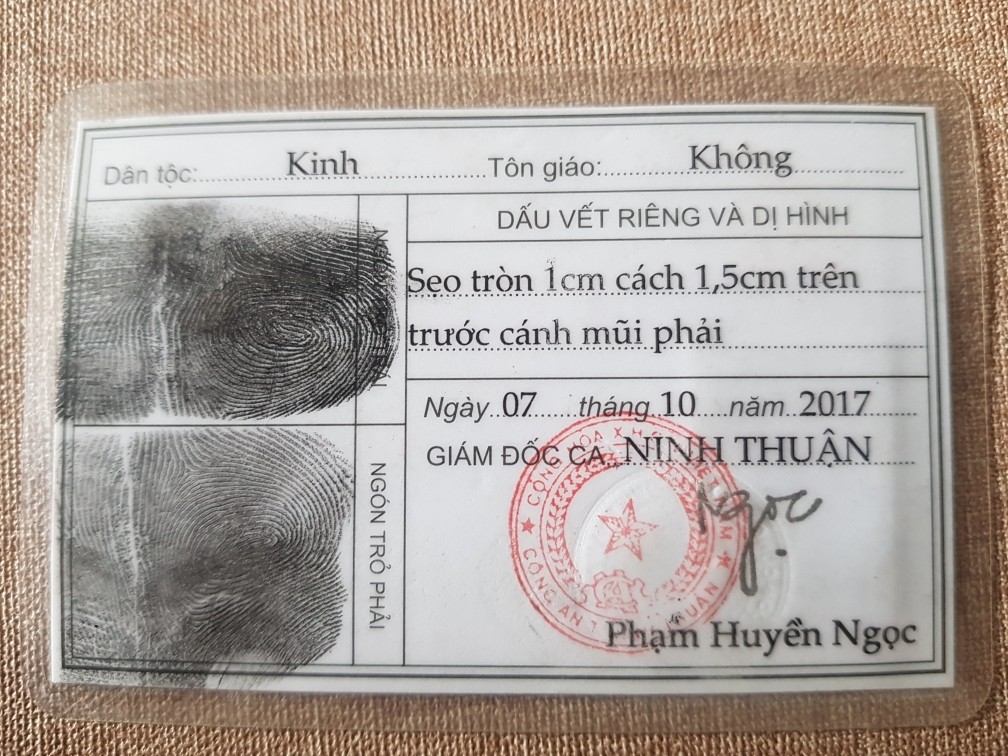 Dân tộc: Kinh Tôn giáo: Không
DẤU VẾT RIÊNG VÀ DỊ HÌNH
Sẹo tròn 1cm cách 1,5cm trên
trước cánh mũi phải
Ngày 07 tháng 10 năm 2017
GIÁM ĐỐC CA NINH THUẬN
Ngọc
Phạm Huyền Ngọc
NGÓN TRỎ PHẢI